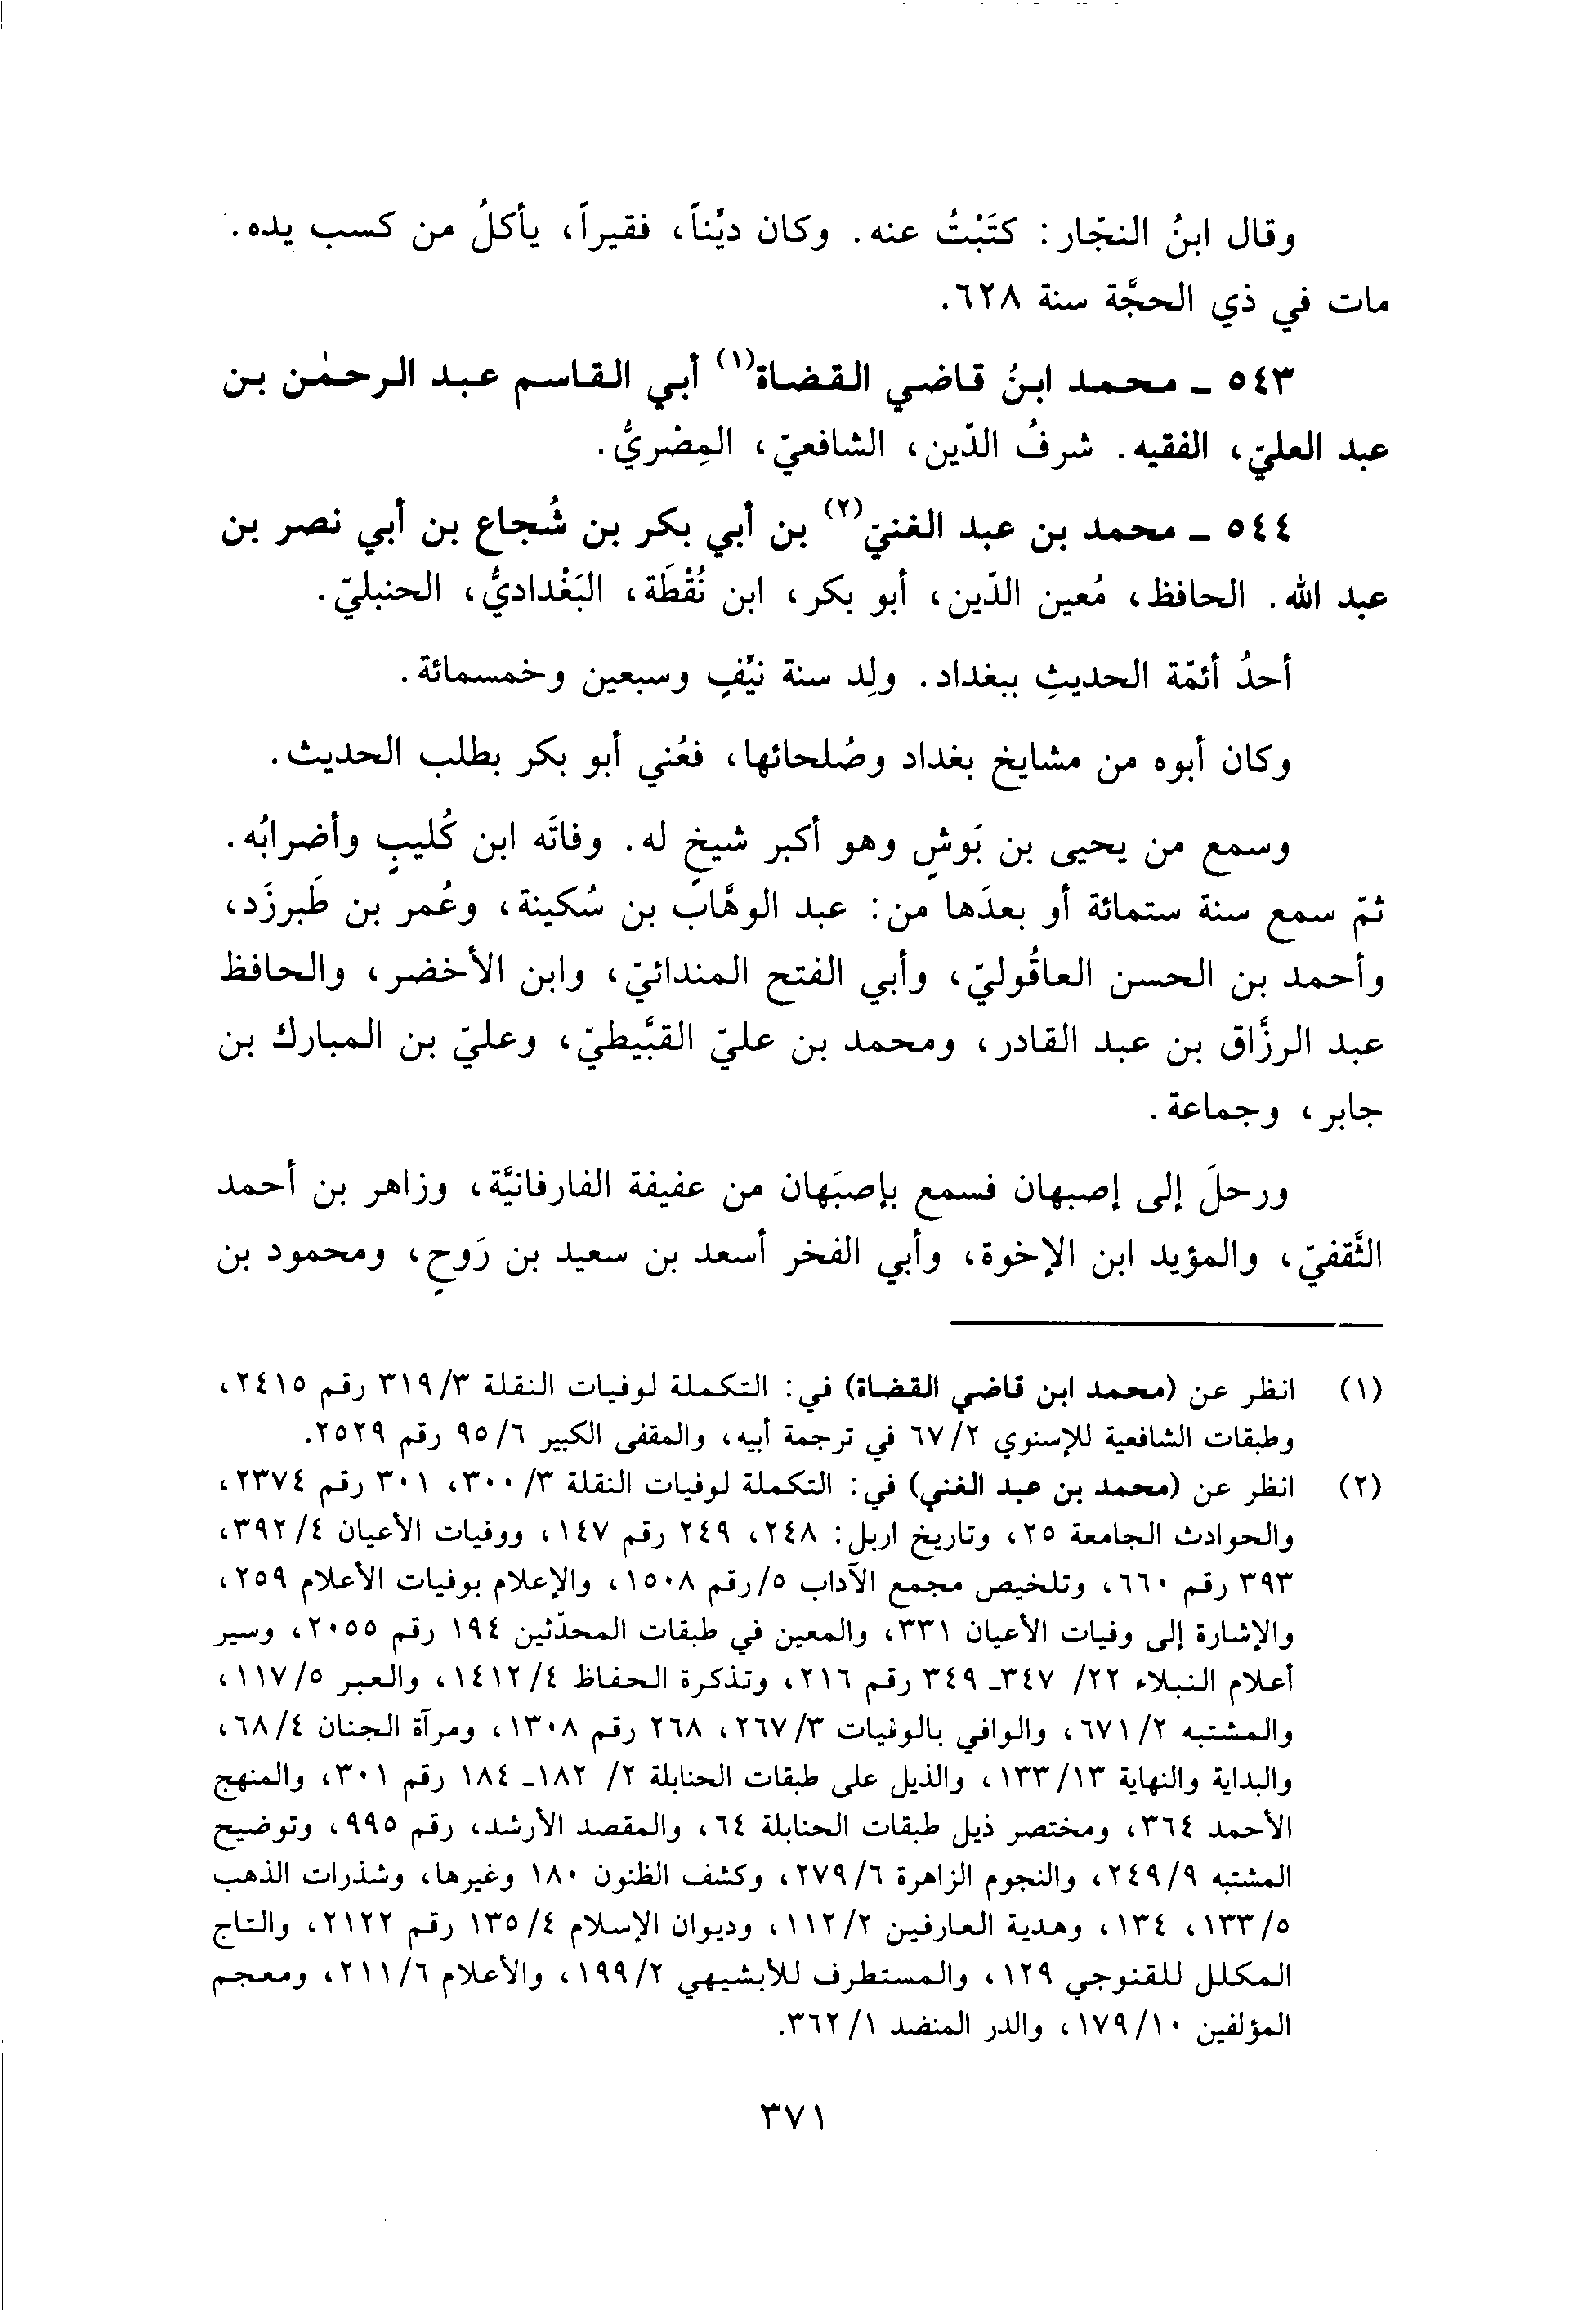 وقال ابنُ النجّار: كتَبْتُ عنه. وكان ديِّناً، فقيراً، يأكلُ من كسب يده.
مات في ذي الحجَّة سنة ٦٢٨.
٥٤٣ ـ محمد ابنُ قاضي القضاة(١) أبي القاسم عبد الرحمٰن بن
عبد العليّ، الفقيه. شرفُ الدّين، الشافعيّ، المِصْريُّ.
٥٤٤ ـ محمد بن عبد الغنيّ(٢) بن أبي بكر بن شُجاع بن أبي نصر بن
عبد الله. الحافظ، مُعين الدّين، أبو بكر، ابن نُقْطَة، البَغْداديُّ، الحنبليّ.
أحدُ أئمّة الحديثِ ببغداد. ولِد سنة نيِّفٍ وسبعين وخمسمائة.
وكان أبوه من مشايخ بغداد وصُلحائها، فعُني أبو بكر بطلب الحديث.
وسمع من يحيى بن بَوشٍ وهو أكبر شيخٍ له. وفاتَه ابن كُليبٍ وأضرابُه.
ثمّ سمع سنة ستمائة أو بعدَها من: عبد الوهَّاب بن سُكينة، وعُمر بن طَبرزَد،
وأحمد بن الحسن العاقُوليّ، وأبي الفتح المندائيّ، وابن الأخضر، والحافظ
عبد الرزَّاق بن عبد القادر، ومحمد بن عليّ القبَّيطيّ، وعليّ بن المبارك بن
جابر، وجماعة.
ورحلَ إلى إصبهان فسمع بإصبَهان من عفيفة الفارفانيَّة، وزاهر بن أحمد
الثَّقفيّ، والمؤيد ابن الإخوة، وأبي الفخر أسعد بن سعيد بن رَوحٍ، ومحمود بن
(١) انظر عن (محمد ابن قاضي القضاة) في: التكملة لوفيات النقلة ٣/٣١٩ رقم ٢٤١٥،
وطبقات الشافعية للإسنوي ٢/٦٧ في ترجمة أبيه، والمقفى الكبير ٦/٩٥ رقم ٢٥٢٩.
(٢) انظر عن (محمد بن عبد الغني) في: التكملة لوفيات النقلة ٣/٣٠٠، ٣٠١ رقم ٢٣٧٤،
والحوادث الجامعة ٢٥، وتاريخ اربل: ٢٤٨، ٢٤٩ رقم ١٤٧، ووفيات الأعيان ٤/٣٩٢،
٣٩٣ رقم ٦٦٠، وتلخيص مجمع الآداب ٥/رقم ١٥٠٨، والإعلام بوفيات الأعلام ٢٥٩،
والإشارة إلى وفيات الأعيان ٣٣١، والمعين في طبقات المحدّثين ١٩٤ رقم ٢٠٥٥، وسير
أعلام النبلاء ٢٢/ ٣٤٧ـ ٣٤٩ رقم ٢١٦، وتذكرة الحفاظ ٤/١٤١٢، والعبر ٥/١١٧،
والمشتبه ٢/٦٧١، والوافي بالوفيات ٣/٢٦٧، ٢٦٨ رقم ١٣٠٨، ومرآة الجنان ٤/٦٨،
والبداية والنهاية ١٣/١٣٣، والذيل على طبقات الحنابلة ٢/ ١٨٢ـ ١٨٤ رقم ٣٠١، والمنهج
الأحمد ٣٦٤، ومختصر ذيل طبقات الحنابلة ٦٤، والمقصد الأرشد، رقم ٩٩٥، وتوضيح
المشتبه ٩/٢٤٩، والنجوم الزاهرة ٦/٢٧٩، وكشف الظنون ١٨٠ وغيرها، وشذرات الذهب
٥/١٣٣، ١٣٤، وهدية العارفين ٢/١١٢، وديوان الإسلام ٤/١٣٥ رقم ٢١٢٢، والتاج
المكلل للقنوجي ١٢٩، والمستطرف للأبشيهي ٢/١٩٩، والأعلام ٦/٢١١، ومعجم
المؤلفين ١٠/١٧٩، والدر المنضد ١/٣٦٢.
٣٧١